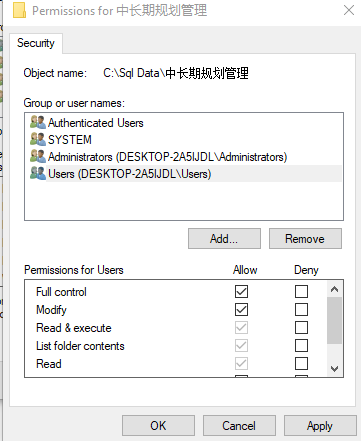 Permissions for 中长期规划管理
Security
Object name: C:\Sql Data\中长期规划管理
Group or user names:
Authenticated Users
SYSTEM
Administrators (DESKTOP-2A5IJDL\Administrators)
Users (DESKTOP-2A5IJDL\Users)
Add... Remove
Permissions for Users Allow Deny
Full control
Modify
Read & execute
List folder contents
Read
OK Cancel Apply